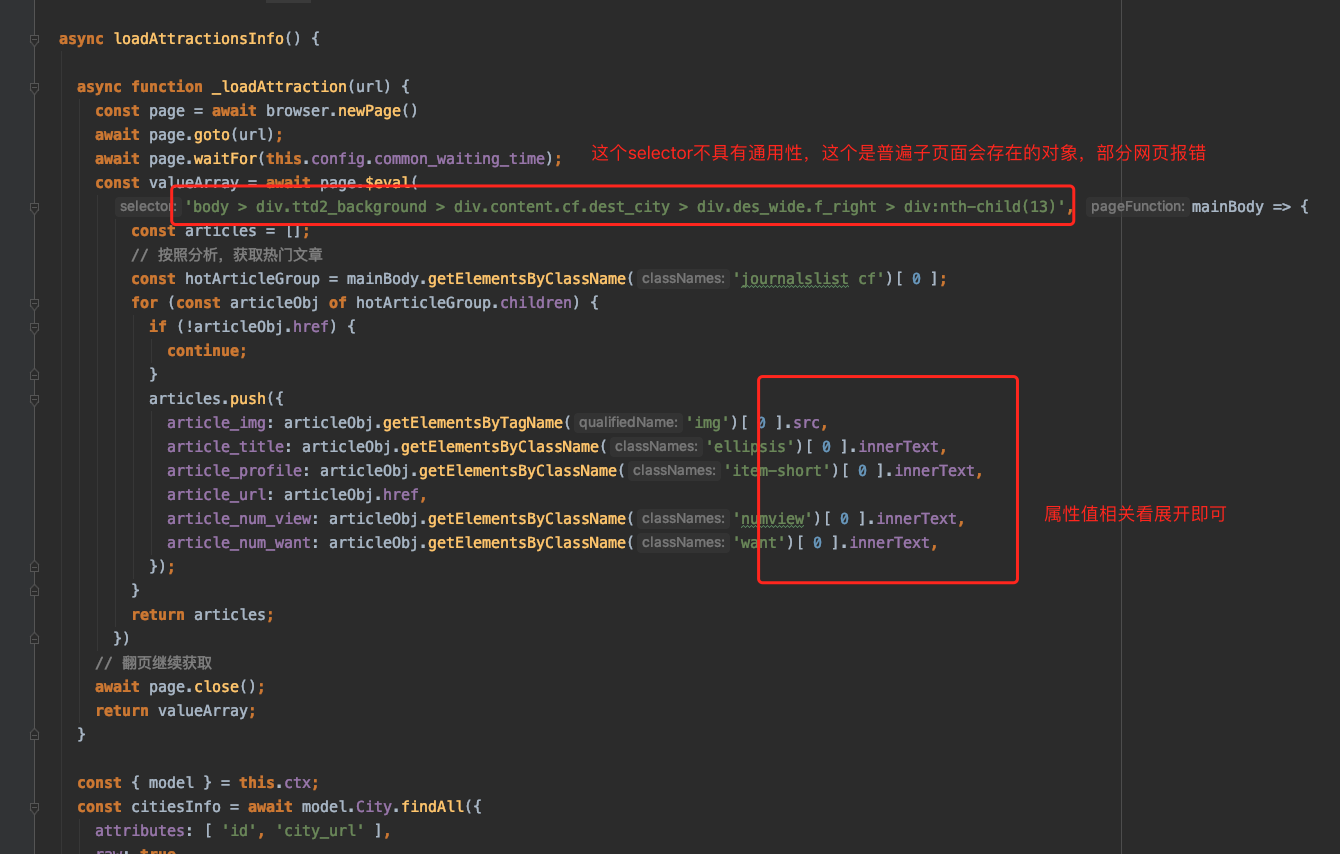 async loadAttractionsInfo() {
async function _loadAttraction(url) {
const page = await browser.newPage()
await page.goto(url);
await page.waitFor(this.config.common_waiting_time);
这个selector不具有通用性，这个是普遍子页面会存在的对象，部分网页报错
const valueArray = await page.$eval(
selector: 'body > div.ttd2_background > div.content.cf.dest_city > div.des_wide.f_right > div:nth-child(13)', pageFunction: mainBody => {
const articles = [];
// 按照分析，获取热门文章
const hotArticleGroup = mainBody.getElementsByClassName( classNames: 'journalslist cf')[ 0 ];
for (const articleObj of hotArticleGroup.children) {
if (!articleObj.href) {
continue;
}
articles.push({
article_img: articleObj.getElementsByTagName( qualifiedName: 'img')[ 0 ].src,
article_title: articleObj.getElementsByClassName( classNames: 'ellipsis')[ 0 ].innerText,
article_profile: articleObj.getElementsByClassName( classNames: 'item-short')[ 0 ].innerText,
article_url: articleObj.href,
article_num_view: articleObj.getElementsByClassName( classNames: 'numview')[ 0 ].innerText,
属性值相关看展开即可
article_num_want: articleObj.getElementsByClassName( classNames: 'want')[ 0 ].innerText,
});
}
return articles;
})
// 翻页继续获取
await page.close();
return valueArray;
}
const { model } = this.ctx;
const citiesInfo = await model.City.findAll({
attributes: [ 'id', 'city_url' ],
raw: true